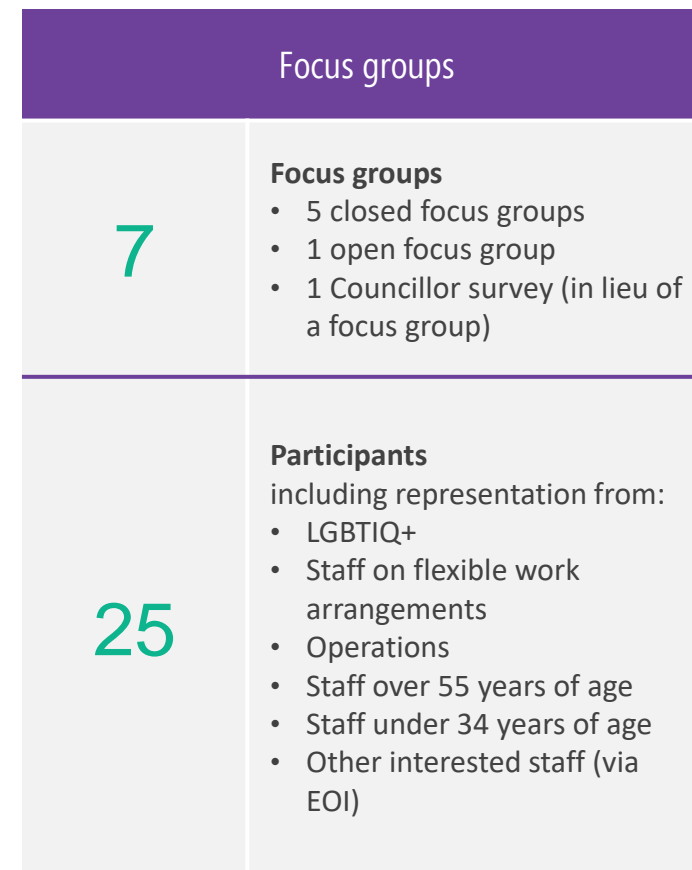 Focus groups
7
Focus groups
• 5 closed focus groups
• 1 open focus group
• 1 Councillor survey (in lieu of
a focus group)
25
Participants
including representation from:
• LGBTIQ+
• Staff on flexible work
arrangements
• Operations
• Staff over 55 years of age
• Staff under 34 years of age
• Other interested staff (via
EOI)